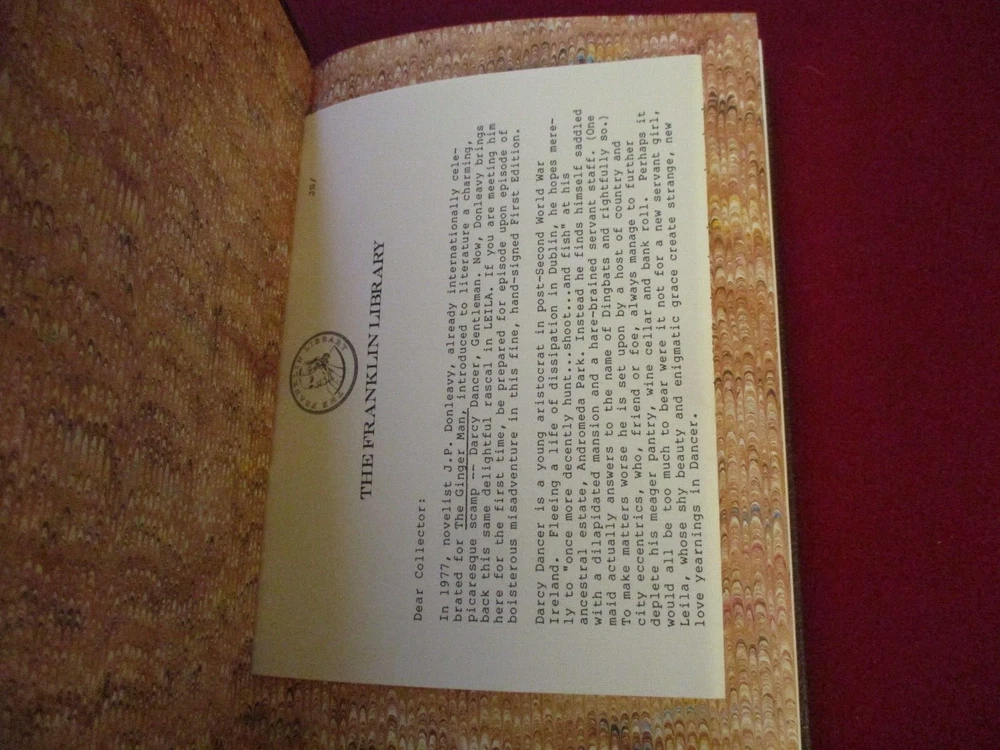 THE FRANKLIN LIBRARY
THE FRANKLIN LIBRARY
Dear Collector:
In 1977, novelist J.P. Donleavy, already internationally cele-
brated for The Ginger Man, introduced to literature a charming,
picaresque scamp -- Darcy Dancer, Gentleman. Now, Donleavy brings
back this same delightful rascal in LEILA. If you are meeting him
here for the first time, be prepared for episode upon episode of
boisterous misadventure in this fine, hand-signed First Edition.
Darcy Dancer is a young aristocrat in post-Second World War
Ireland. Fleeing a life of dissipation in Dublin, he hopes mere-
ly to "once more decently hunt...shoot...and fish" at his
ancestral estate, Andromeda Park. Instead he finds himself saddled
with a dilapidated mansion and a hare-brained servant staff. (One
maid actually answers to the name of Dingbats and rightfully so.)
To make matters worse he is set upon by a host of country and
city eccentrics, who, friend or foe, always manage to further
deplete his meager pantry, wine cellar and bank roll. Perhaps it
would all be too much to bear were it not for a new servant girl,
Leila, whose shy beauty and enigmatic grace create strange, new
love yearnings in Dancer.